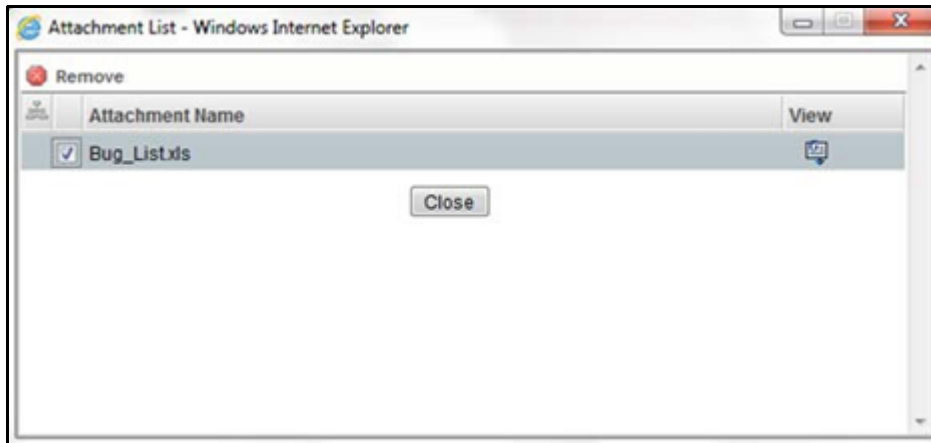 Attachment List - Windows Internet Explorer
Remove
Attachment Name View
Bug_List.xls
Close